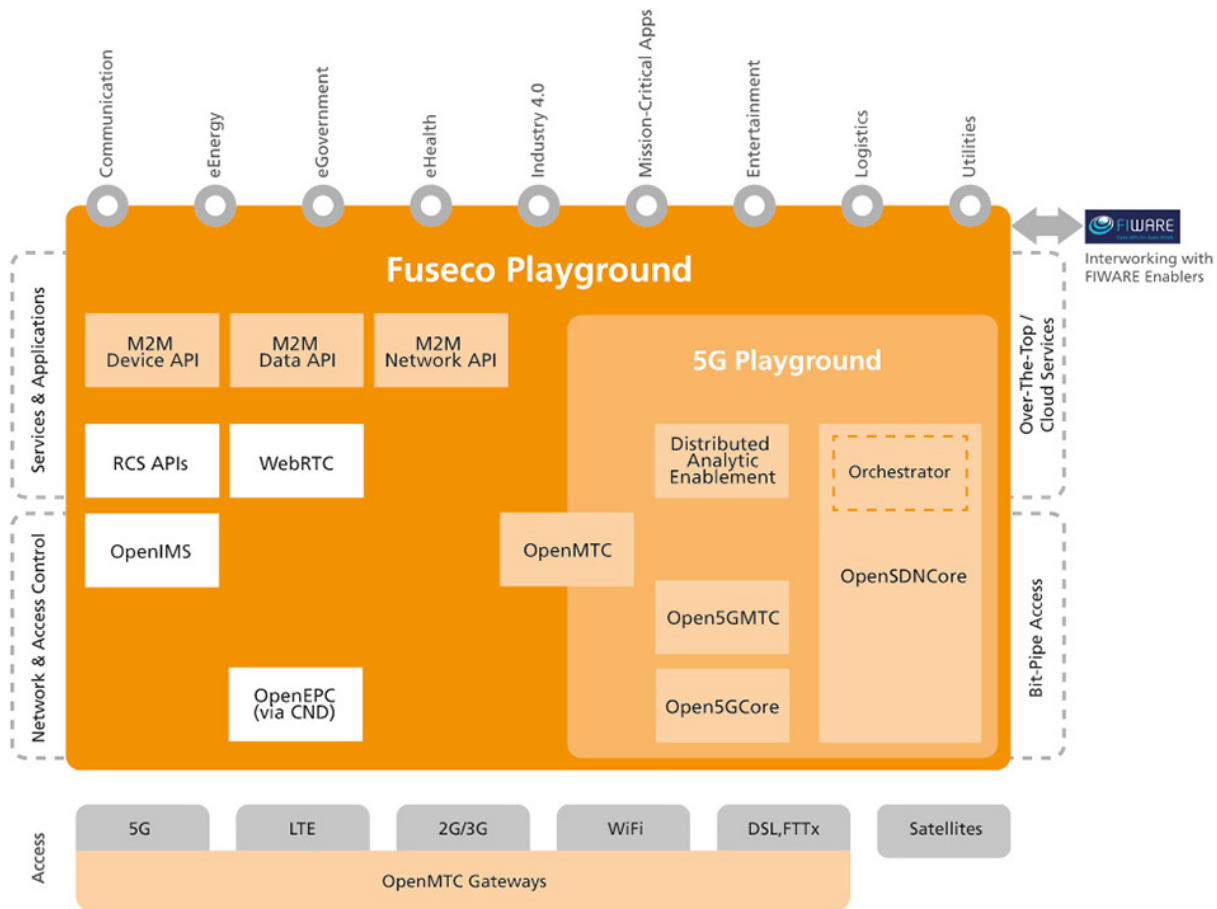 Communication
eEnergy
eGovernment
eHealth
Industry 4.0
Mission-Critical Apps
Entertainment
Logistics
Utilities
FIWARE
Interworking with
FIWARE Enablers
Fuseco Playground
Services & Applications
M2M
Device API
M2M
Data API
M2M
Network API
5G Playground
Over-The-Top /
Cloud Services
RCS APIs
WebRTC
Distributed
Analytic
Enablement
Orchestrator
Network & Access Control
OpenIMS
OpenMTC
OpenSDNCore
Open5GMTC
Bit-Pipe Access
OpenEPC
(via CND)
Open5GCore
Access
5G
LTE
2G/3G
WiFi
DSL,FTTx
Satellites
OpenMTC Gateways